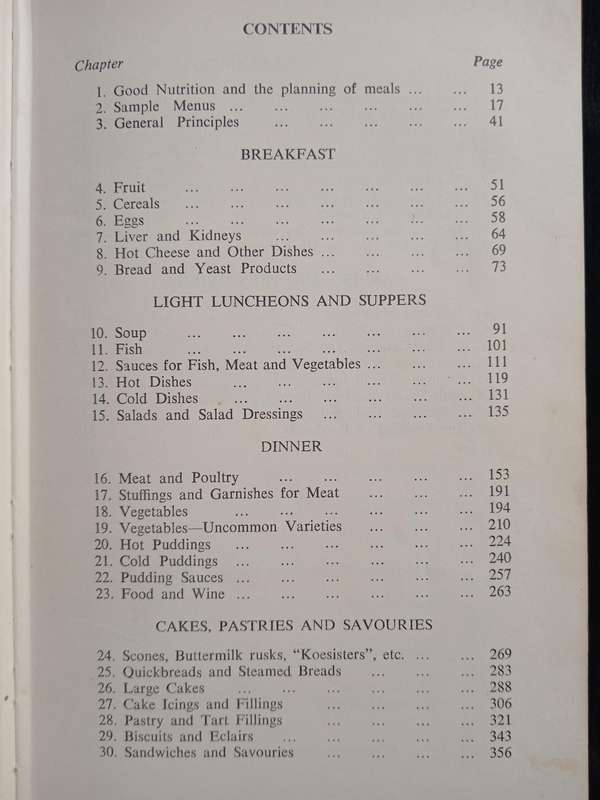 CONTENTS
Chapter Page
1. Good Nutrition and the planning of meals ... ... 13
2. Sample Menus ... ... ... ... ... ... 17
3. General Principles ... ... ... ... ... 41
BREAKFAST
4. Fruit ... ... ... ... ... ... ... 51
5. Cereals ... ... ... ... ... ... ... 56
6. Eggs ... ... ... ... ... ... ... 58
7. Liver and Kidneys ... ... ... ... ... 64
8. Hot Cheese and Other Dishes ... ... ... ... 69
9. Bread and Yeast Products ... ... ... ... 73
LIGHT LUNCHEONS AND SUPPERS
10. Soup ... ... ... ... ... ... ... 91
11. Fish ... ... ... ... ... ... ... 101
12. Sauces for Fish, Meat and Vegetables ... ... ... 111
13. Hot Dishes ... ... ... ... ... ... 119
14. Cold Dishes ... ... ... ... ... ... 131
15. Salads and Salad Dressings ... ... ... ... 135
DINNER
16. Meat and Poultry ... ... ... ... ... 153
17. Stuffings and Garnishes for Meat ... ... ... 191
18. Vegetables ... ... ... ... ... ... 194
19. Vegetables—Uncommon Varieties ... ... ... 210
20. Hot Puddings ... ... ... ... ... ... 224
21. Cold Puddings ... ... ... ... ... ... 240
22. Pudding Sauces ... ... ... ... ... ... 257
23. Food and Wine ... ... ... ... ... ... 263
CAKES, PASTRIES AND SAVOURIES
24. Scones, Buttermilk rusks, "Koesisters", etc. ... ... 269
25. Quickbreads and Steamed Breads ... ... ... 283
26. Large Cakes ... ... ... ... ... ... 288
27. Cake Icings and Fillings ... ... ... ... 306
28. Pastry and Tart Fillings ... ... ... ... 321
29. Biscuits and Eclairs ... ... ... ... ... 343
30. Sandwiches and Savouries ... ... ... ... 356